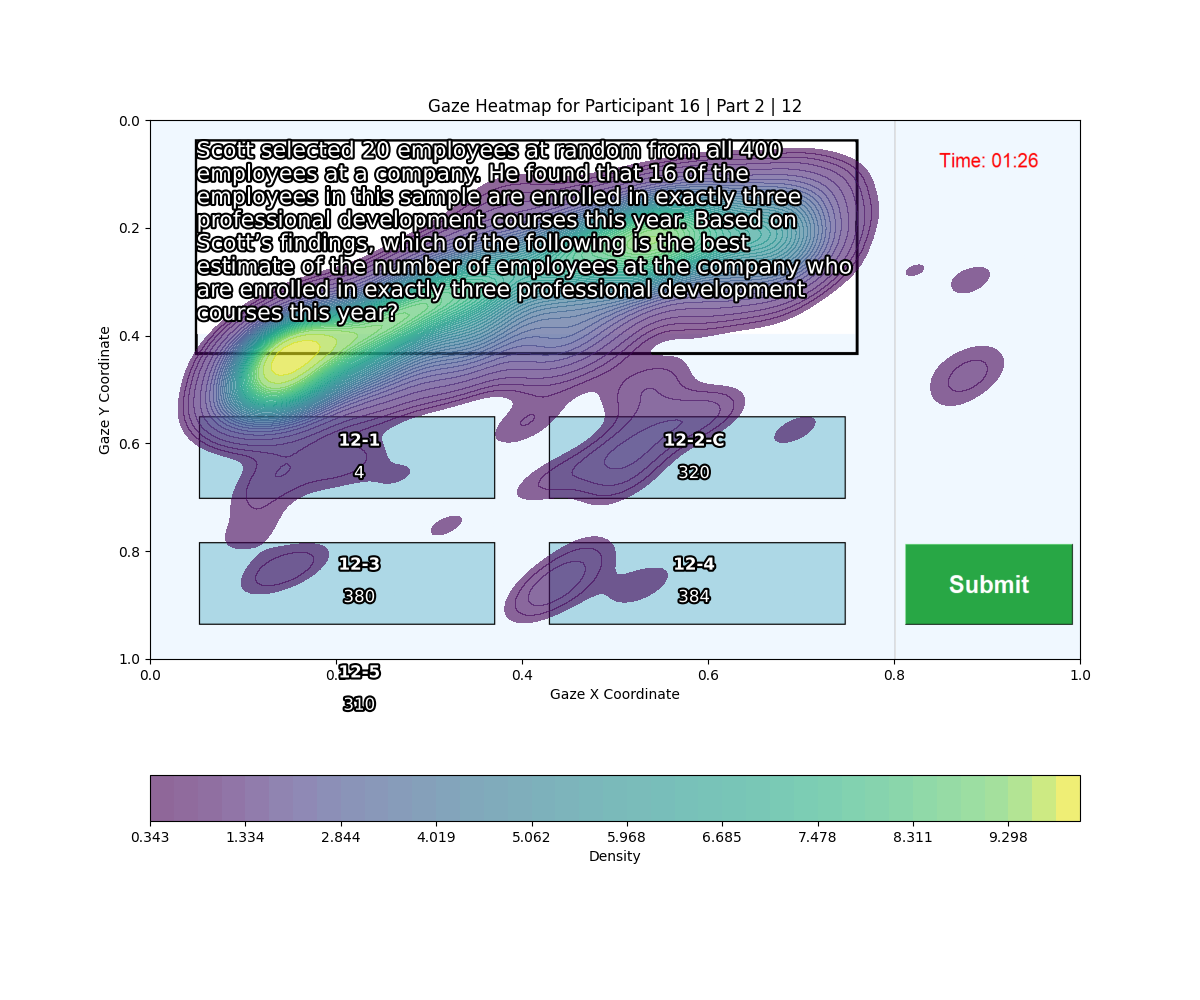 Gaze Heatmap for Participant 16 | Part 2 | 12
Scott selected 20 employees at random from all 400
employees at a company. He found that 16 of the
employees in this sample are enrolled in exactly three
professional development courses this year. Based on
Scott’s findings, which of the following is the best
estimate of the number of employees at the company who
are enrolled in exactly three professional development
courses this year?
Time: 01:26
12-1
4
12-2-C
320
12-3
380
12-4
384
Submit
12-5
310
0.0
0.2
0.4
0.6
0.8
1.0
Gaze Y Coordinate
0.0 0.4 0.6 0.8 1.0
Gaze X Coordinate
0.343 1.334 2.844 4.019 5.062 5.968 6.685 7.478 8.311 9.298
Density